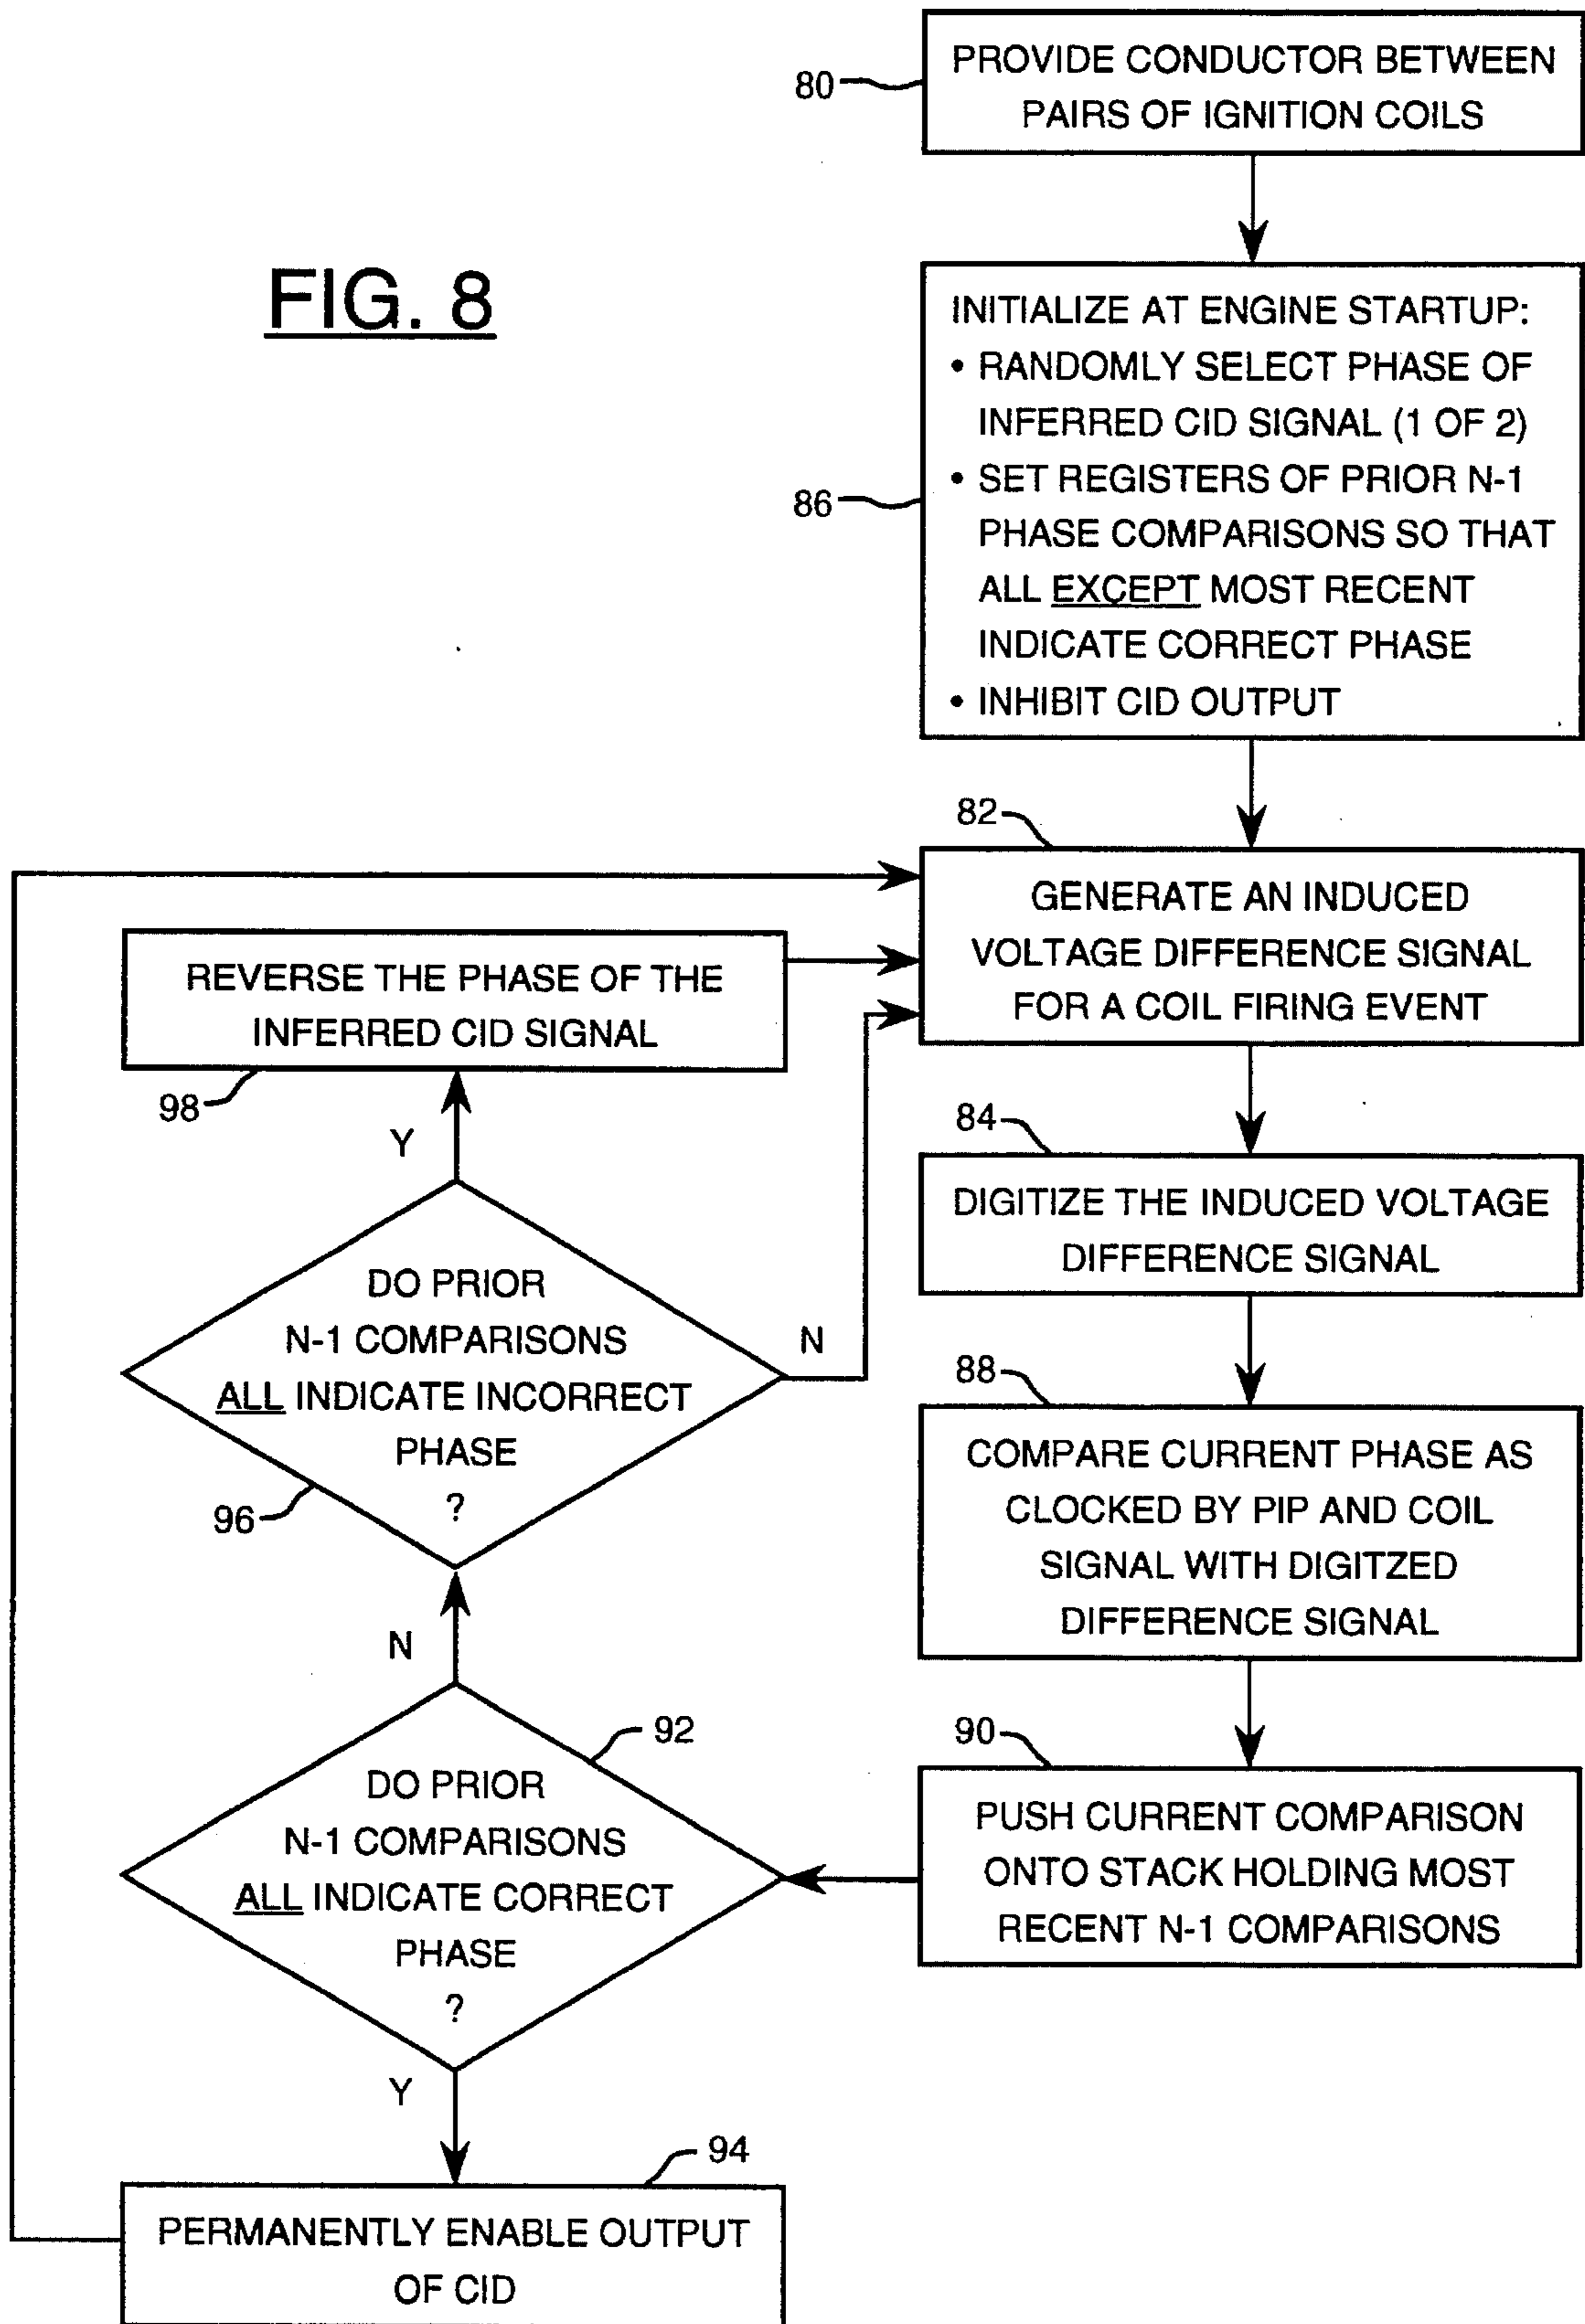 FIG. 8
80
PROVIDE CONDUCTOR BETWEEN
PAIRS OF IGNITION COILS
86
INITIALIZE AT ENGINE STARTUP:
• RANDOMLY SELECT PHASE OF
INFERRED CID SIGNAL (1 OF 2)
• SET REGISTERS OF PRIOR N-1
PHASE COMPARISONS SO THAT
ALL EXCEPT MOST RECENT
INDICATE CORRECT PHASE
• INHIBIT CID OUTPUT
82
GENERATE AN INDUCED
VOLTAGE DIFFERENCE SIGNAL
FOR A COIL FIRING EVENT
84
DIGITIZE THE INDUCED VOLTAGE
DIFFERENCE SIGNAL
88
COMPARE CURRENT PHASE AS
CLOCKED BY PIP AND COIL
SIGNAL WITH DIGITZED
DIFFERENCE SIGNAL
90
PUSH CURRENT COMPARISON
ONTO STACK HOLDING MOST
RECENT N-1 COMPARISONS
92
DO PRIOR
N-1 COMPARISONS
ALL INDICATE CORRECT
PHASE
?
Y
N
94
PERMANENTLY ENABLE OUTPUT
OF CID
96
DO PRIOR
N-1 COMPARISONS
ALL INDICATE INCORRECT
PHASE
?
Y
N
98
REVERSE THE PHASE OF THE
INFERRED CID SIGNAL